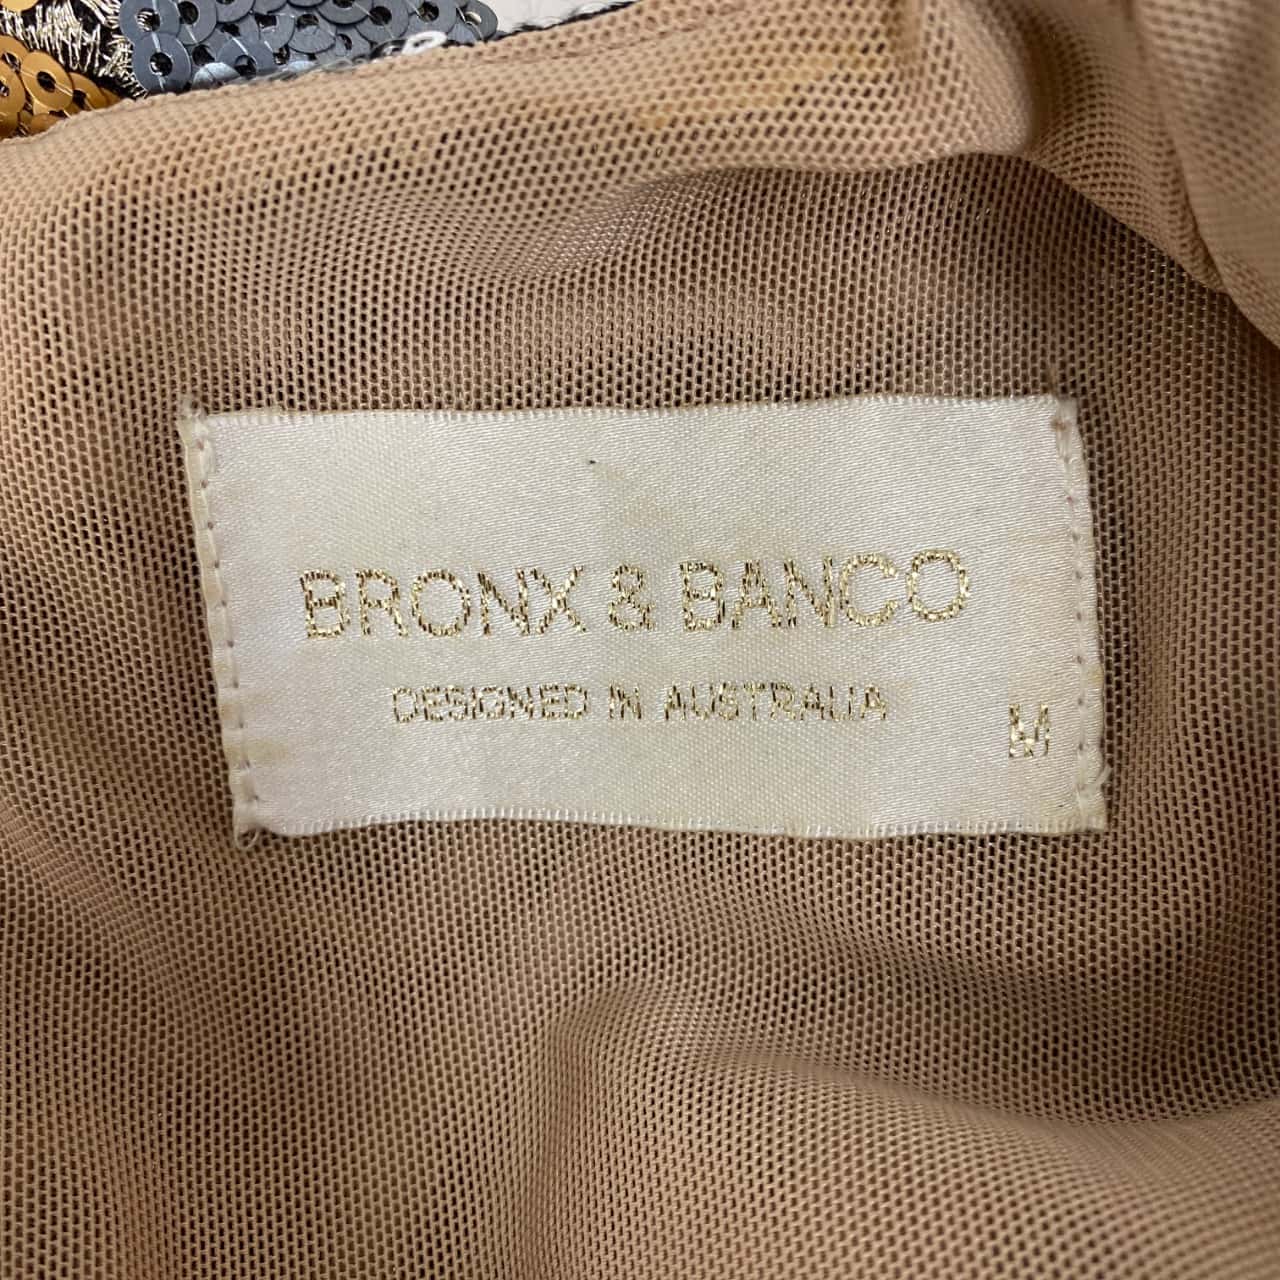 BRONX & BANCO
DESIGNED IN AUSTRALIA
M